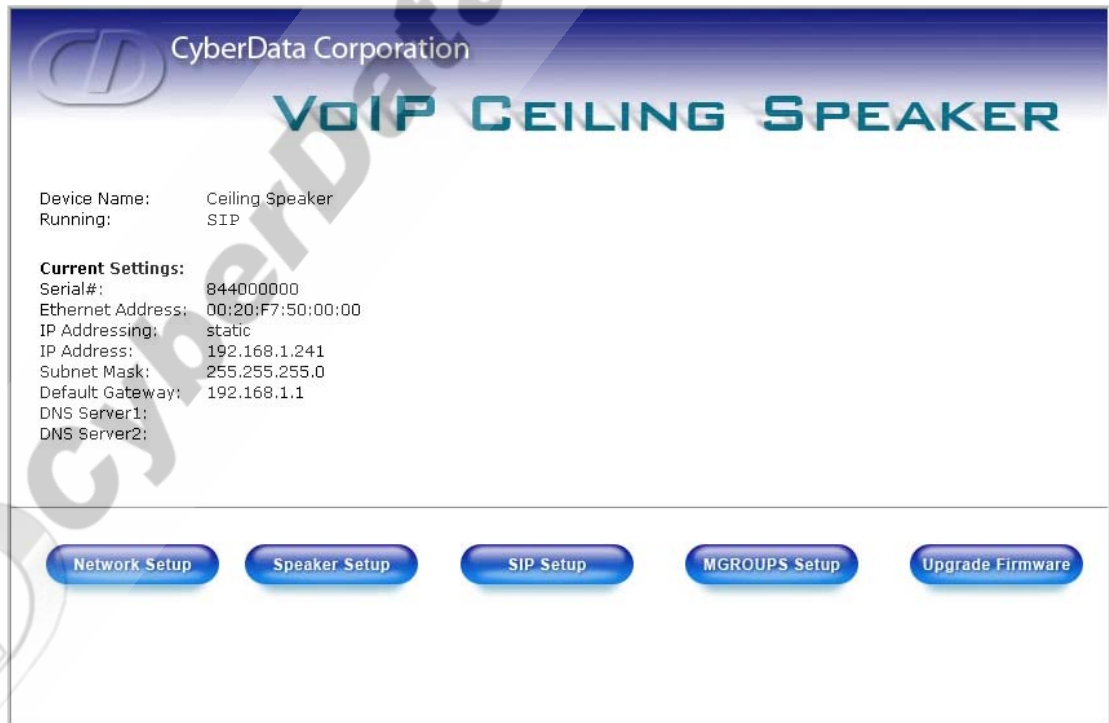 CyberData Corporation
VoIP Ceiling Speaker
Device Name: Ceiling Speaker
Running: SIP
Current Settings:
Serial#: 844000000
Ethernet Address: 00:20:F7:50:00:00
IP Addressing: static
IP Address: 192.168.1.241
Subnet Mask: 255.255.255.0
Default Gateway: 192.168.1.1
DNS Server1:
DNS Server2:
Network Setup Speaker Setup SIP Setup MGROUPS Setup Upgrade Firmware
CyberData